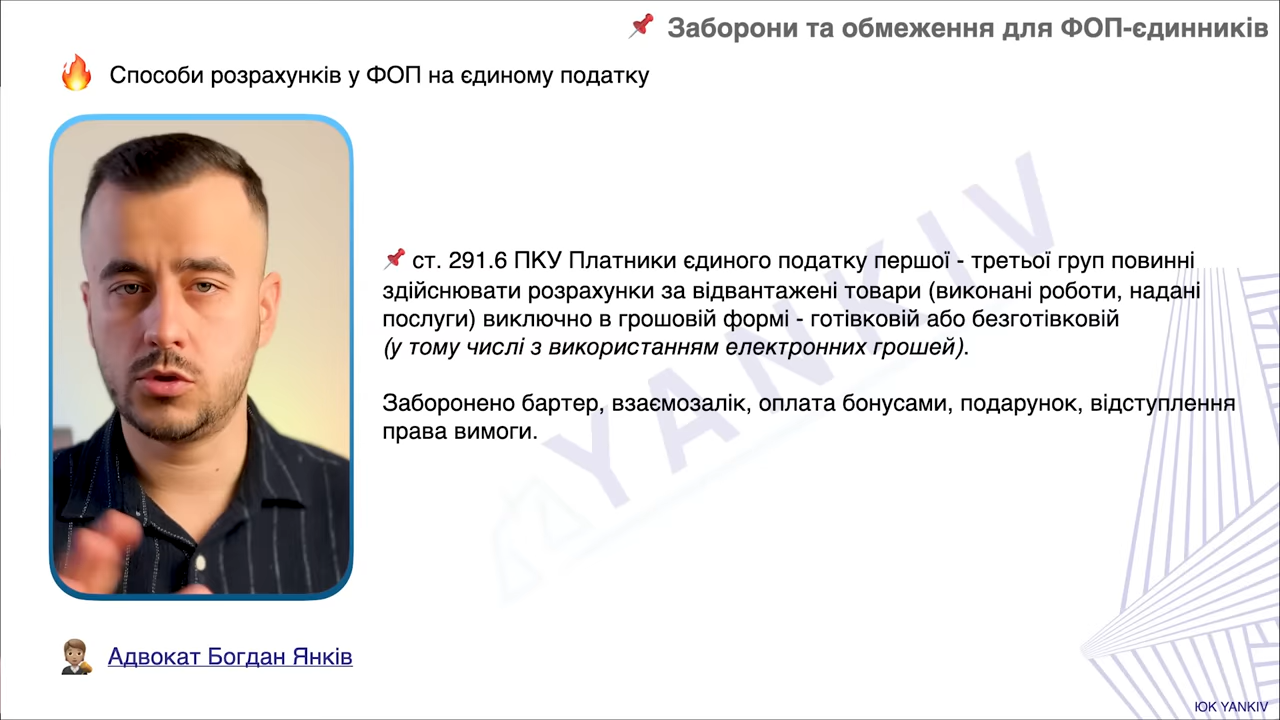 Заборони та обмеження для ФОП-єдинників
Способи розрахунків у ФОП на єдиному податку
ст. 291.6 ПКУ Платники єдиного податку першої - третьої груп повинні
здійснювати розрахунки за відвантажені товари (виконані роботи, надані
послуги) виключно в грошовій формі - готівковій або безготівковій
(у тому числі з використанням електронних грошей).
Заборонено бартер, взаємозалік, оплата бонусами, подарунок, відступлення
права вимоги.
YANKIV
Адвокат Богдан Янків
ЮК YANKIV